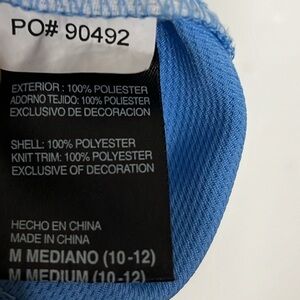 PO# 90492
EXTERIOR : 100% POLIESTER
ADORNO TEJIDO: 100% POLIESTER
EXCLUSIVO DE DECORACION
SHELL: 100% POLYESTER
KNIT TRIM: 100% POLYESTER
EXCLUSIVE OF DECORATION
HECHO EN CHINA
MADE IN CHINA
M MEDIANO (10-12)
M MEDIUM (10-12)